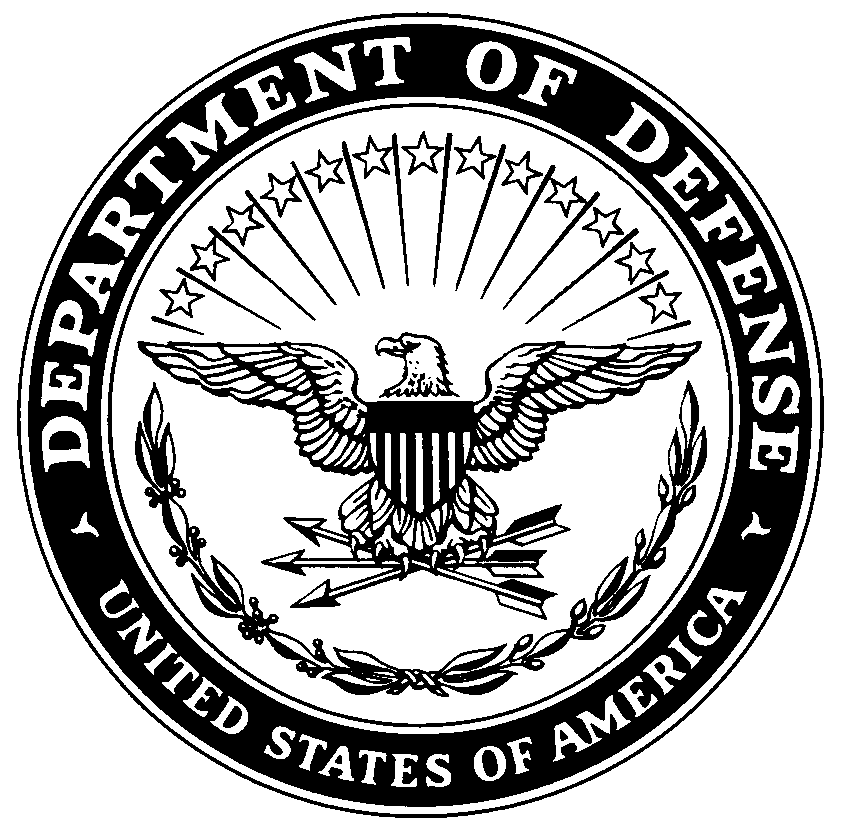 DEPARTMENT OF DEFENSE
UNITED STATES OF AMERICA